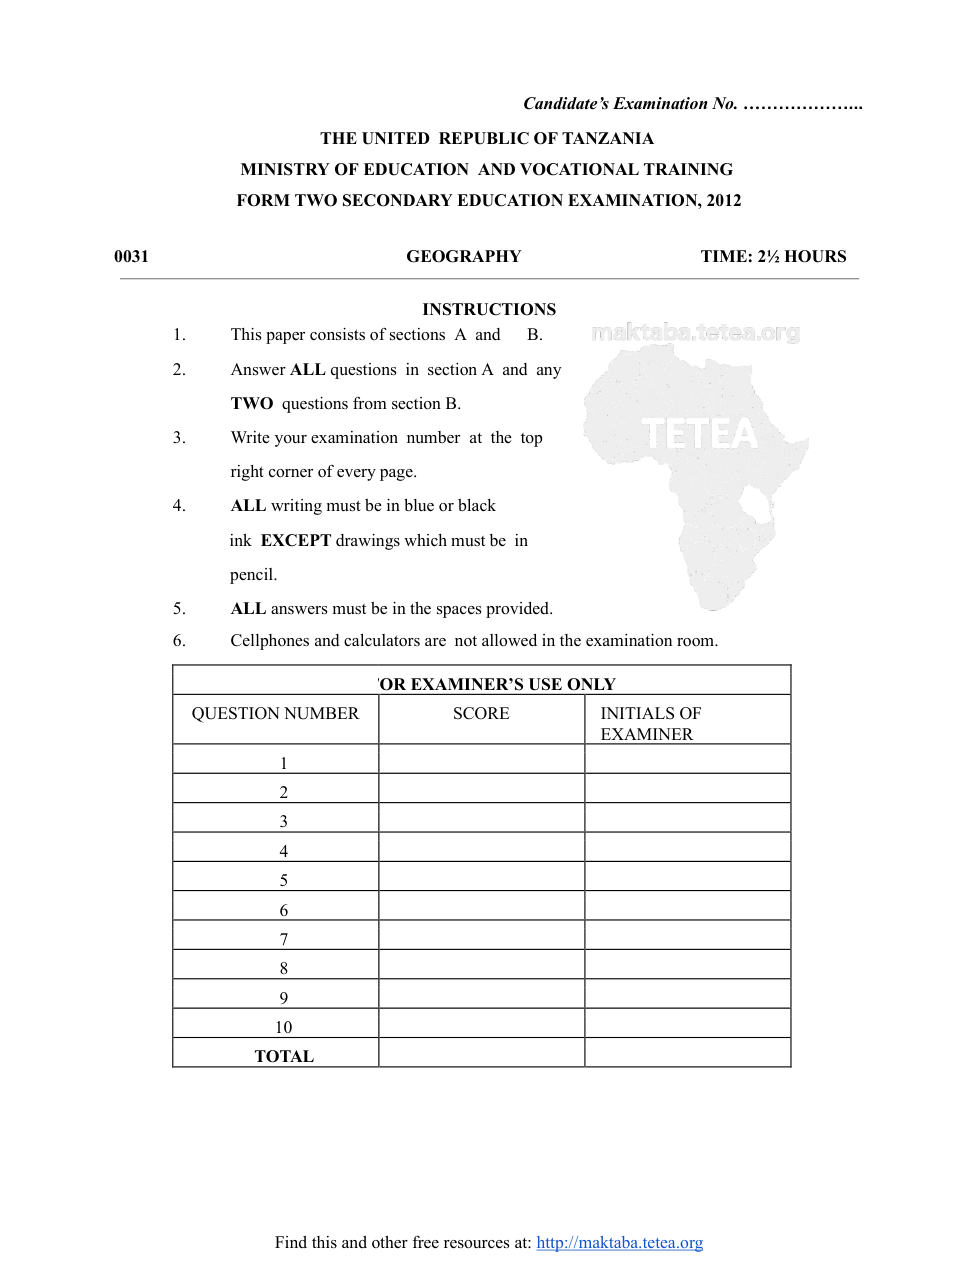 Candidate’s Examination No. ………………...
THE UNITED REPUBLIC OF TANZANIA
MINISTRY OF EDUCATION AND VOCATIONAL TRAINING
FORM TWO SECONDARY EDUCATION EXAMINATION, 2012
0031 GEOGRAPHY TIME: 2½ HOURS
INSTRUCTIONS
maktaba.tetea.org
TETEA
1. This paper consists of sections A and B.
2. Answer ALL questions in section A and any
TWO questions from section B.
3. Write your examination number at the top
right corner of every page.
4. ALL writing must be in blue or black
ink EXCEPT drawings which must be in
pencil.
5. ALL answers must be in the spaces provided.
6. Cellphones and calculators are not allowed in the examination room.
OR EXAMINER’S USE ONLY
QUESTION NUMBER SCORE INITIALS OF
EXAMINER
1
2
3
4
5
6
7
8
9
10
TOTAL
Find this and other free resources at: http://maktaba.tetea.org